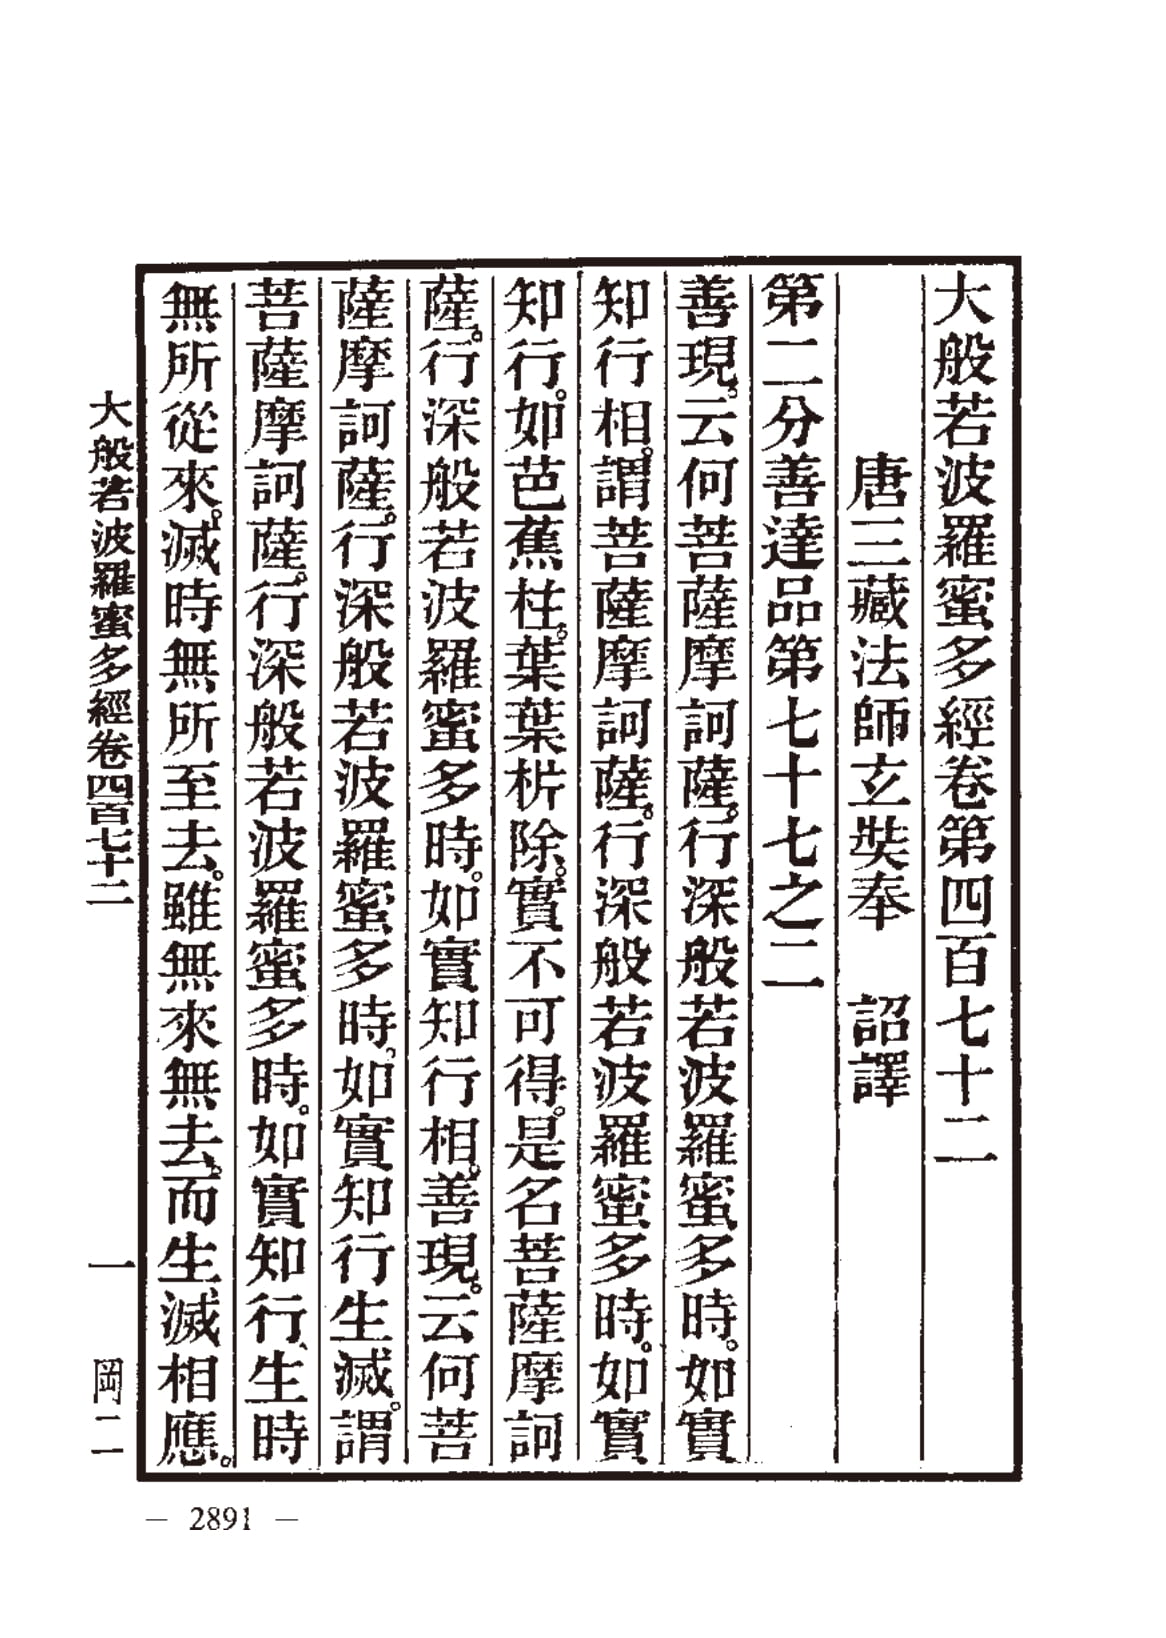 大般若波羅蜜多經卷第四百七十二
唐三藏法師玄奘奉　詔譯
第二分善達品第七十七之二
善現。云何菩薩摩訶薩。行深般若波羅蜜多時。如實
知行相。謂菩薩摩訶薩。行深般若波羅蜜多時。如實
知行。如芭蕉柱。葉葉析除。實不可得。是名菩薩摩訶
薩。行深般若波羅蜜多時。如實知行相。善現。云何菩
薩摩訶薩。行深般若波羅蜜多時。如實知行生滅。謂
菩薩摩訶薩。行深般若波羅蜜多時。如實知行、生時
無所從來。滅時無所至去。雖無來無去。而生滅相應。
大般若波羅蜜多經卷四百七十二　一　岡二
— 2891 —